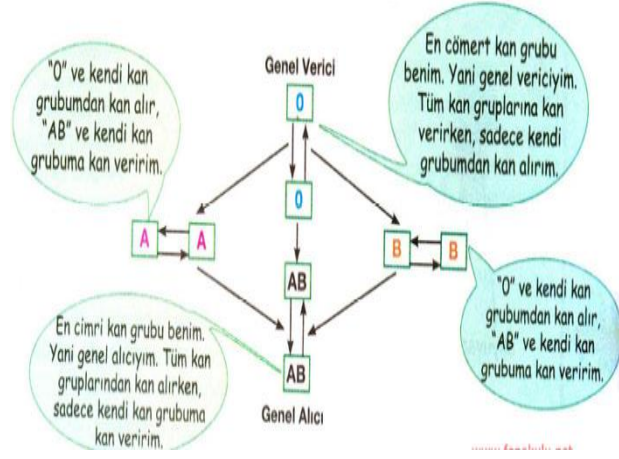 "O" ve kendi kan
grubumdan kan alır,
"AB" ve kendi kan
grubuma kan veririm.
Genel Verici
En cömert kan grubu
benim. Yani genel vericiyim.
Tüm kan gruplarına kan
verirken, sadece kendi
grubumdan kan alırım.
O
O
A
A
B
B
AB
AB
Genel Alıcı
En cimri kan grubu benim.
Yani genel alıcıyım. Tüm kan
gruplarından kan alırken,
sadece kendi kan grubuma
kan veririm.
"O" ve kendi kan
grubumdan kan alır,
"AB" ve kendi kan
grubuma kan veririm.